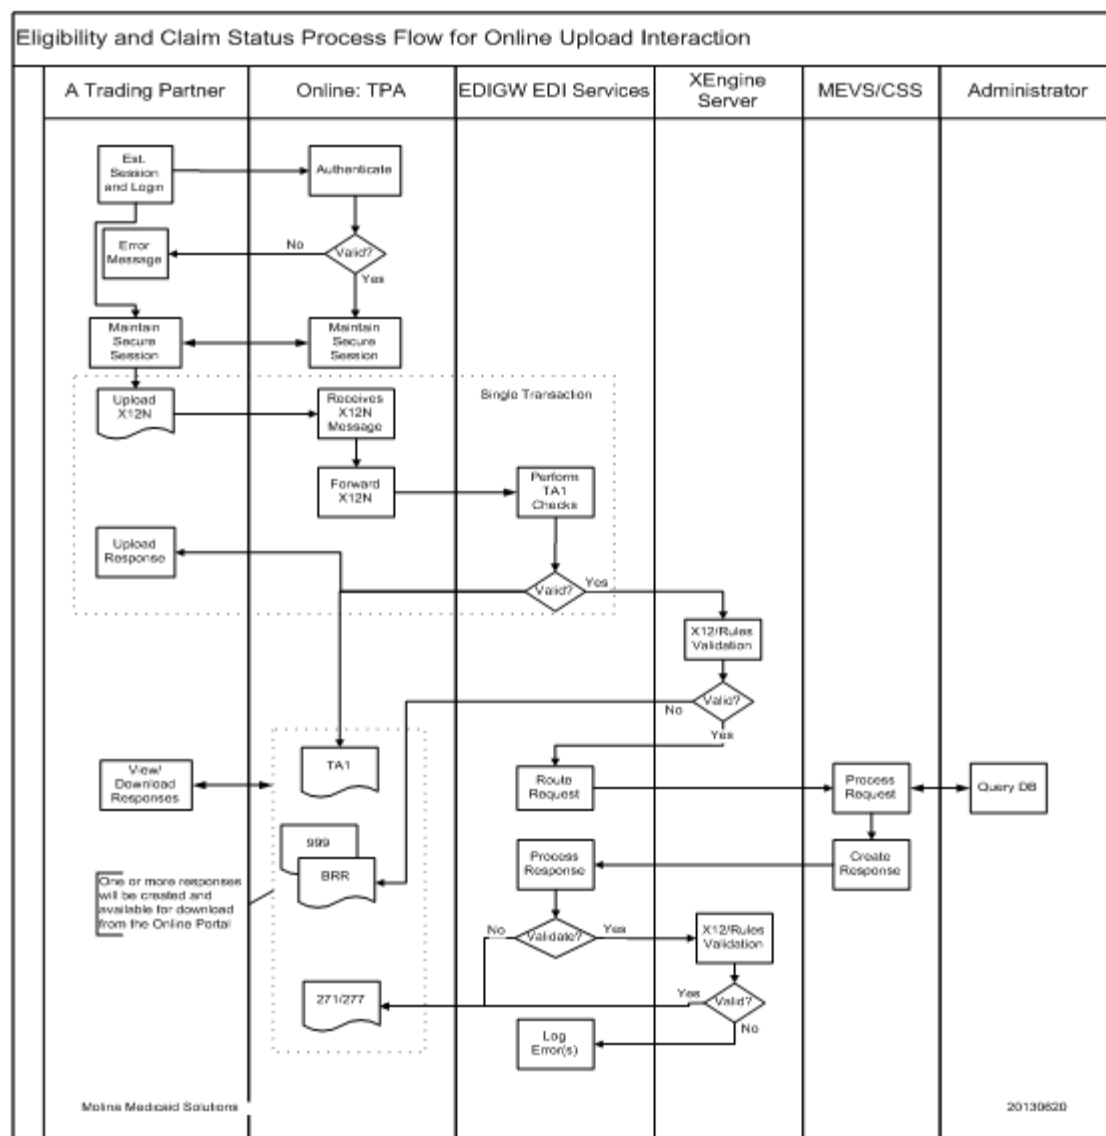 Eligibility and Claim Status Process Flow for Online Upload Interaction
A Trading Partner
Online: TPA
EDIGW EDI Services
XEngine
Server
MEVS/CSS
Administrator
Est.
Session
and Login
Authenticate
Error
Message
No
Valid?
Yes
Maintain
Secure
Session
Maintain
Secure
Session
Single Transaction
Upload
X12N
Receives
X12N
Message
Forward
X12N
Perform
TA1
Checks
Upload
Response
Valid?
Yes
X12/Rules
Validation
Valid?
No
Yes
View/
Download
Responses
TA1
Route
Request
Process
Request
Query DB
999
BRR
Process
Response
Create
Response
One or more responses
will be created and
available for download
from the Online Portal
No
Validate?
Yes
X12/Rules
Validation
271/277
Yes
Valid?
No
Log
Error(s)
Molina Medicaid Solutions
20130620